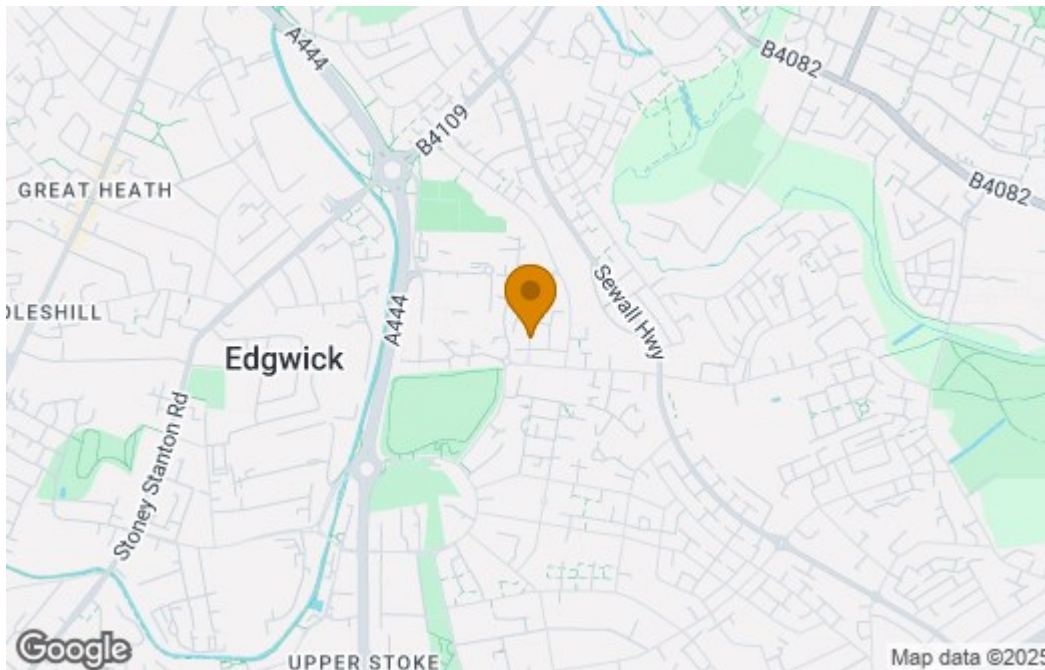 A444
B4109
B4082
B4082
GREAT HEATH
Sewall Hwy
OLESHILL
A444
Edgwick
Stoney Stanton Rd
UPPER STOKE
Google
Map data ©2025